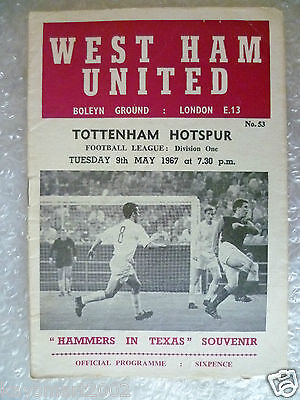 WEST HAM
UNITED
BOLEYN GROUND : LONDON E.13
No. 53
TOTTENHAM HOTSPUR
FOOTBALL LEAGUE: Division One
TUESDAY 9th MAY 1967 at 7.30 p.m.
8
"HAMMERS IN TEXAS" SOUVENIR
OFFICIAL PROGRAMME : SIXPENCE